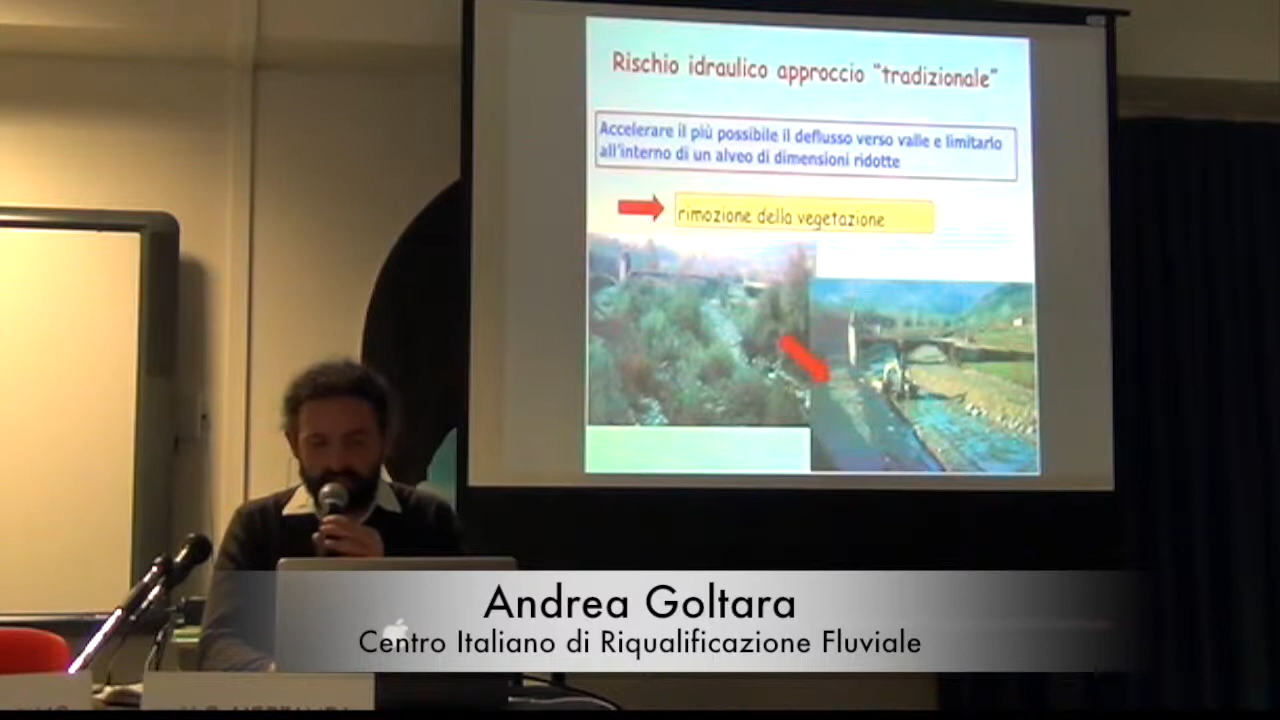 Rischio idraulico approccio "tradizionale"
Accelerare il più possibile il deflusso verso valle e limitarlo
all'interno di un alveo di dimensioni ridotte
rimozione della vegetazione
Andrea Goltara
Centro Italiano di Riqualificazione Fluviale